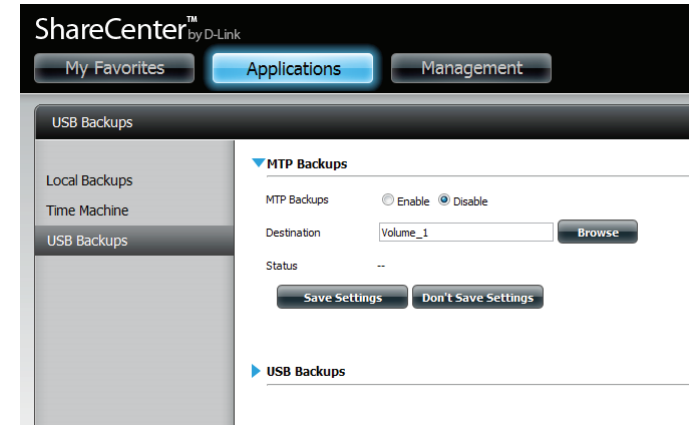 ShareCenter™ by D-Link
My Favorites Applications Management
USB Backups
Local Backups
Time Machine
USB Backups
MTP Backups
MTP Backups Enable Disable
Destination Volume_1 Browse
Status --
Save Settings Don't Save Settings
USB Backups